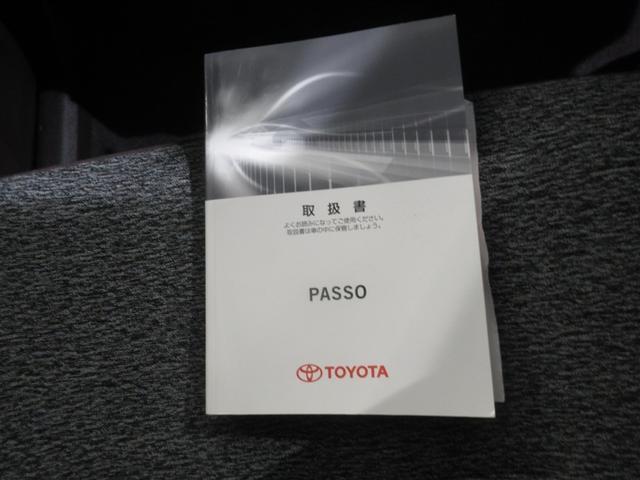 取扱書
よくお読みになってご使用ください。
取扱書は車の中に保管しましょう。
PASSO
TOYOTA